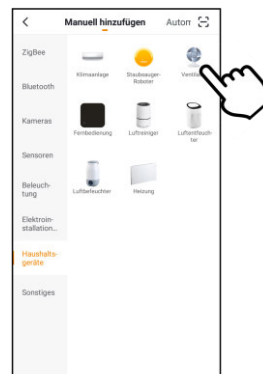 Manuell hinzufügen
ZigBee
Bluetooth
Kameras
Sensoren
Beleuch-
tung
Elektroin-
stallation...
Haushalts-
geräte
Sonstiges
Klimaanlage
Staubsauger-
Roboter
Fernbedienung
Luftreiniger
Luftentfeuch-
ter
Luftbefeuchter
Heizung